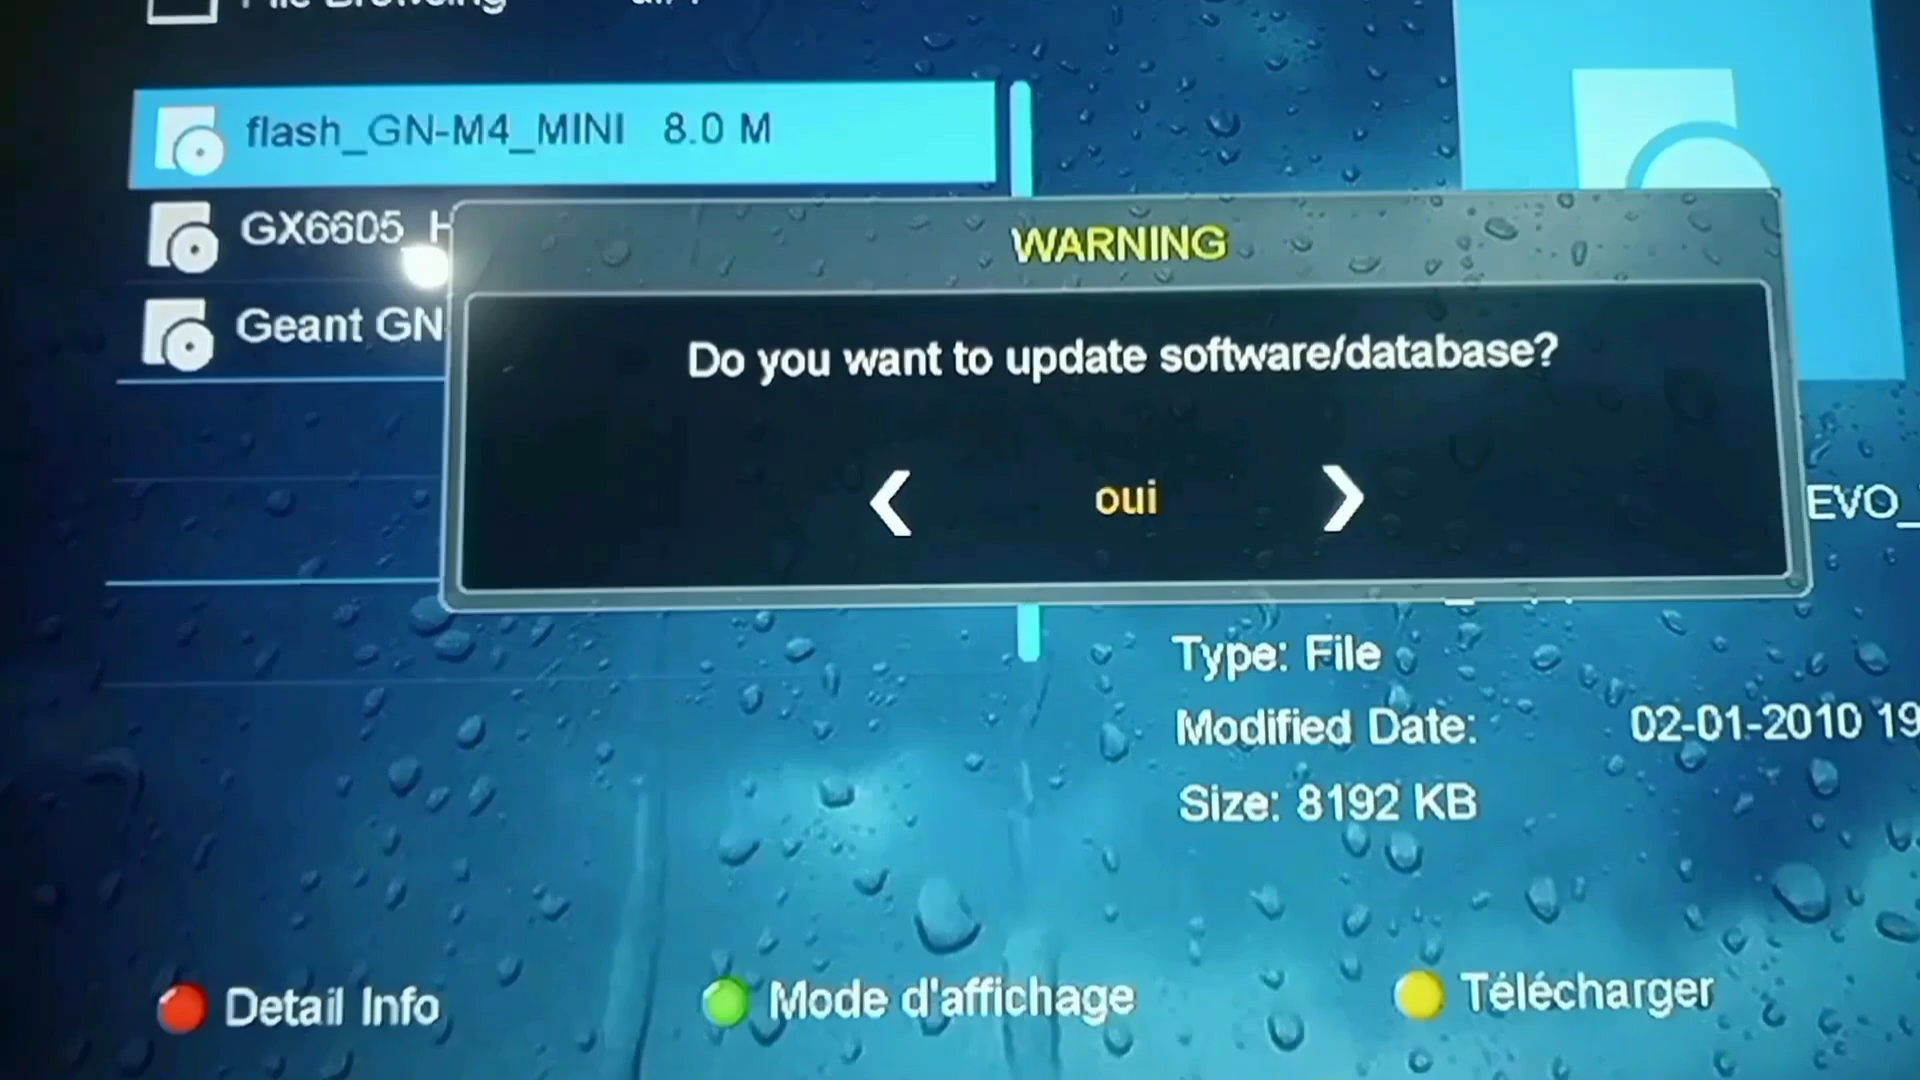 flash_GN-M4_MINI 8.0 M
GX6605_H
Geant GN
WARNING
Do you want to update software/database?
oui
EVO_
Type: File
Modified Date: 02-01-2010 19
Size: 8192 KB
Detail Info
Mode d'affichage
Télécharger